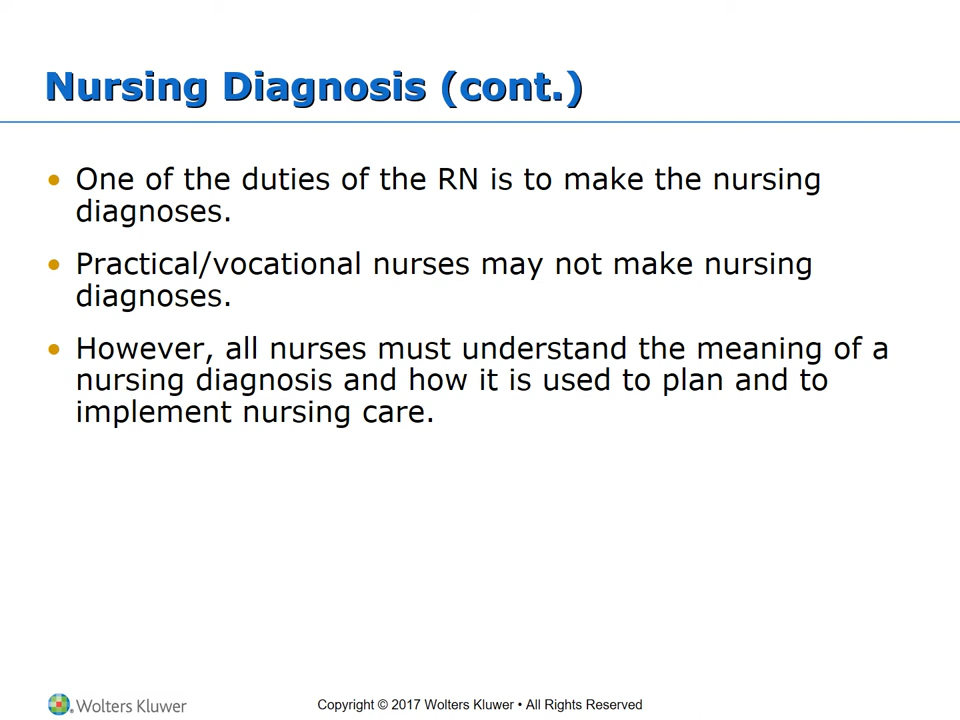 Nursing Diagnosis (cont.)
• One of the duties of the RN is to make the nursing
diagnoses.
• Practical/vocational nurses may not make nursing
diagnoses.
• However, all nurses must understand the meaning of a
nursing diagnosis and how it is used to plan and to
implement nursing care.
Wolters Kluwer
Copyright © 2017 Wolters Kluwer • All Rights Reserved